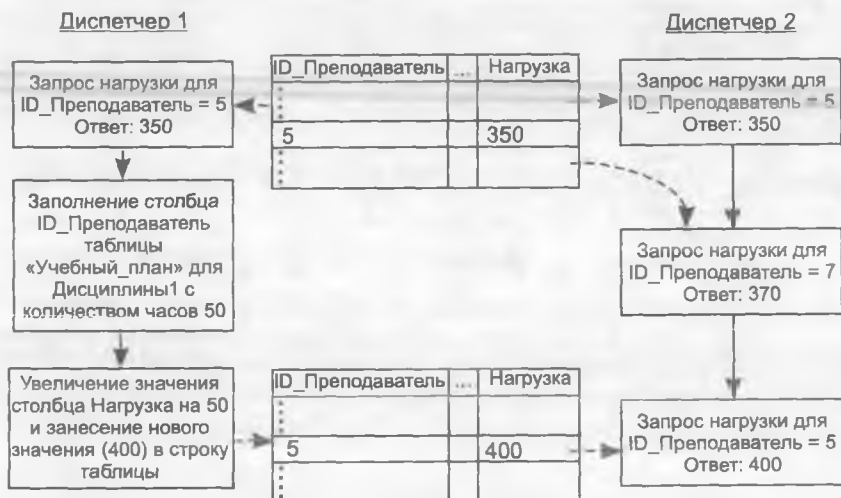 Диспетчер 1
Диспетчер 2
Запрос нагрузки для
ID_Преподаватель = 5
Ответ: 350
ID_Преподаватель ... Нагрузка
5 350
Запрос нагрузки для
ID_Преподаватель = 5
Ответ: 350
Заполнение столбца
ID_Преподаватель
таблицы
«Учебный_план» для
Дисциплины1 с
количеством часов 50
Запрос нагрузки для
ID_Преподаватель = 7
Ответ: 370
Увеличение значения
столбца Нагрузка на 50
и занесение нового
значения (400) в строку
таблицы
ID_Преподаватель .... Нагрузка
5 400
Запрос нагрузки для
ID_Преподаватель = 5
Ответ: 400